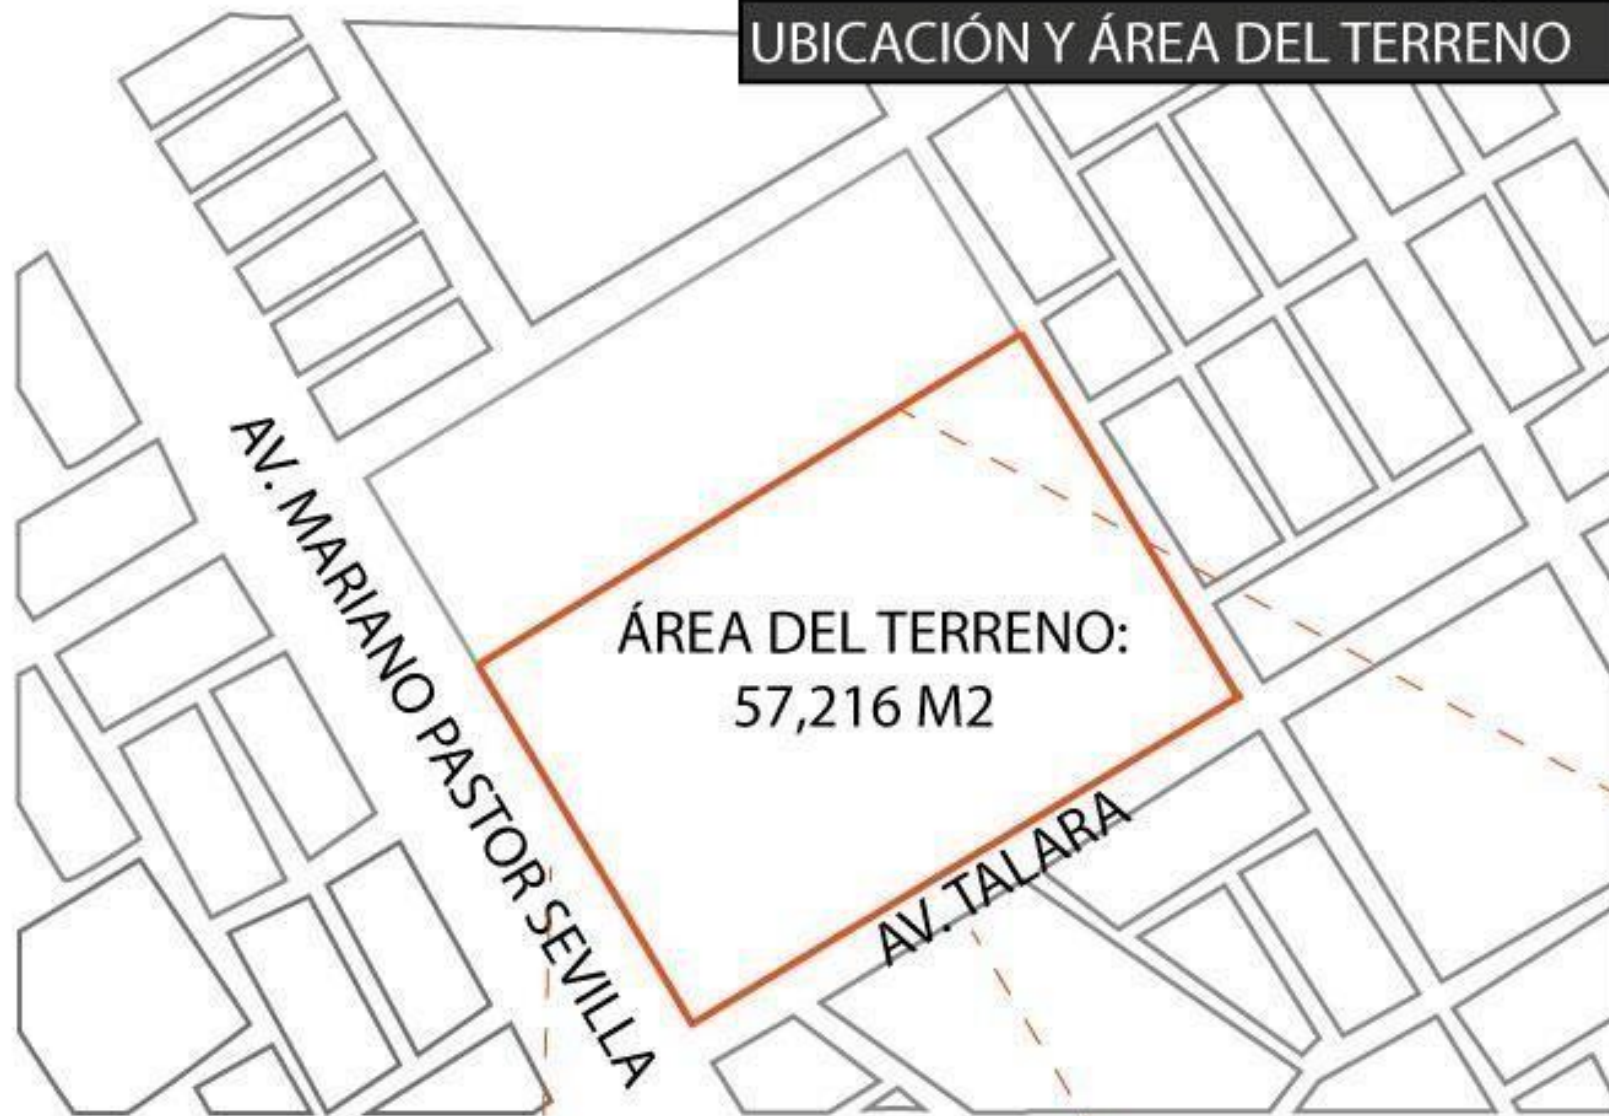 UBICACIÓN Y ÁREA DEL TERRENO
AV. MARIANO PASTOR SEVILLA
ÁREA DEL TERRENO:
57,216 M2
AV. TALARA